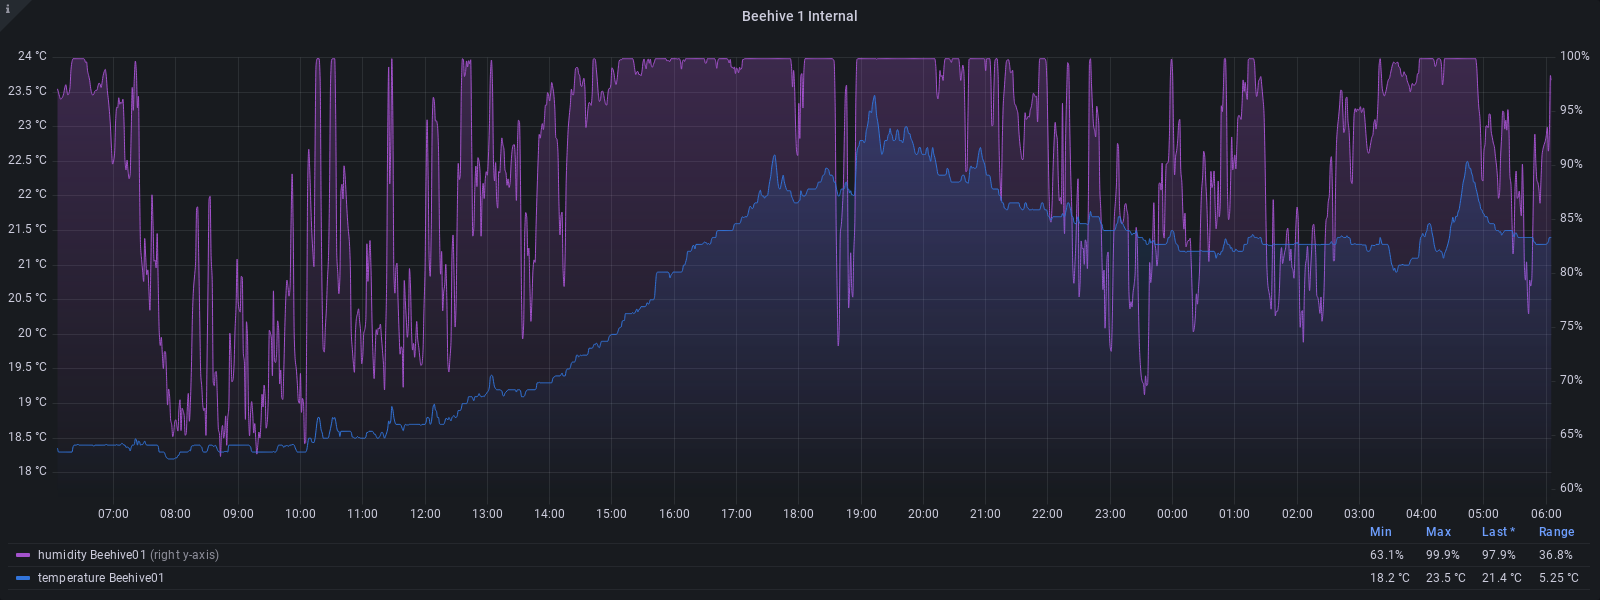 i
Beehive 1 Internal
24 °C 100%
23.5 °C 95%
23 °C 90%
22.5 °C 85%
22 °C 80%
21.5 °C 75%
21 °C 70%
20.5 °C 65%
20 °C 60%
19.5 °C
19 °C
18.5 °C
18 °C
07:00 08:00 09:00 10:00 11:00 12:00 13:00 14:00 15:00 16:00 17:00 18:00 19:00 20:00 21:00 22:00 23:00 00:00 01:00 02:00 03:00 04:00 05:00 06:00
Min Max Last * Range
humidity Beehive01 (right y-axis) 63.1% 99.9% 97.9% 36.8%
temperature Beehive01 18.2 °C 23.5 °C 21.4 °C 5.25 °C